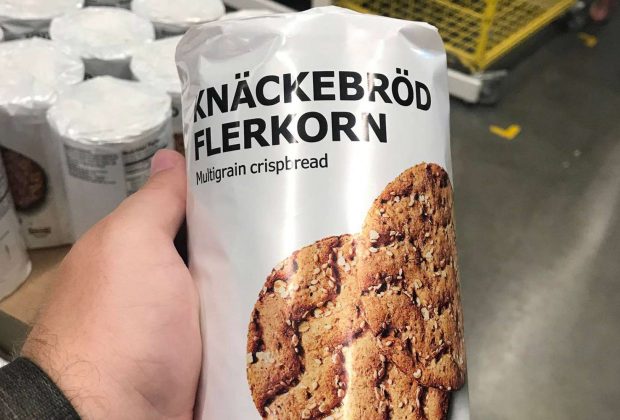 KNÄCKEBRÖD
FLERKORN
Multigrain crispbread